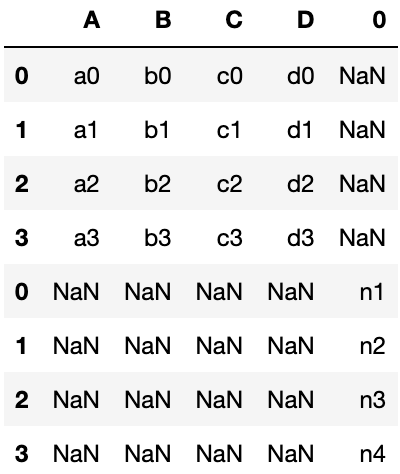 A B C D 0
0 a0 b0 c0 d0 NaN
1 a1 b1 c1 d1 NaN
2 a2 b2 c2 d2 NaN
3 a3 b3 c3 d3 NaN
0 NaN NaN NaN NaN n1
1 NaN NaN NaN NaN n2
2 NaN NaN NaN NaN n3
3 NaN NaN NaN NaN n4